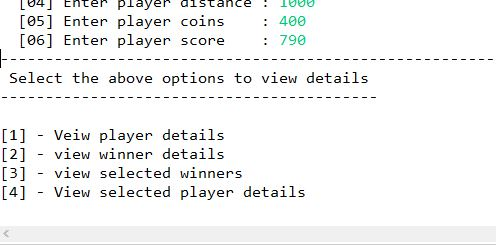 [04] Enter player distance : 1000
[05] Enter player coins    : 400
[06] Enter player score    : 790
--------------------------------------------------------
Select the above options to view details
-------------------------------------------
[1] - Veiw player details
[2] - view winner details
[3] - view selected winners
[4] - View selected player details